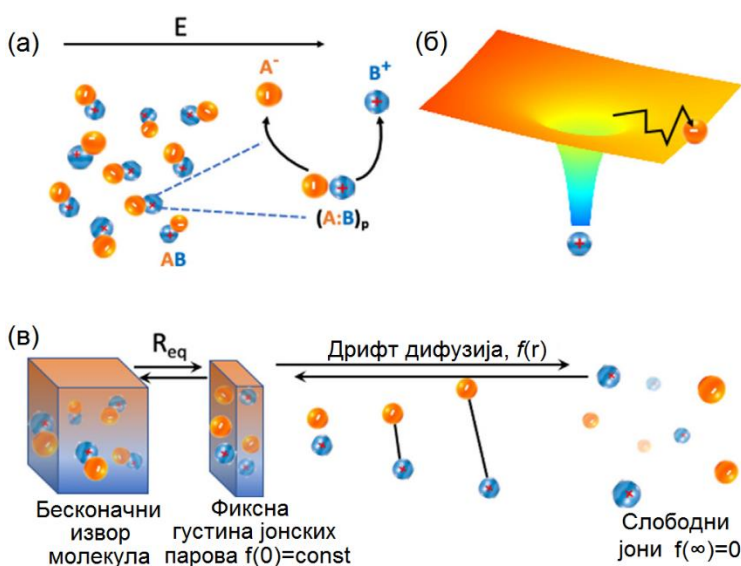 (а)
E
A⁻
B⁺
(A:B)ₚ
AB
(б)
(в)
R_eq
Дрифт дифузија, f(r)
Бесконачни
извор
молекула
Фиксна
густина јонских
парова f(0)=const
Слободни
јони f(∞)=0